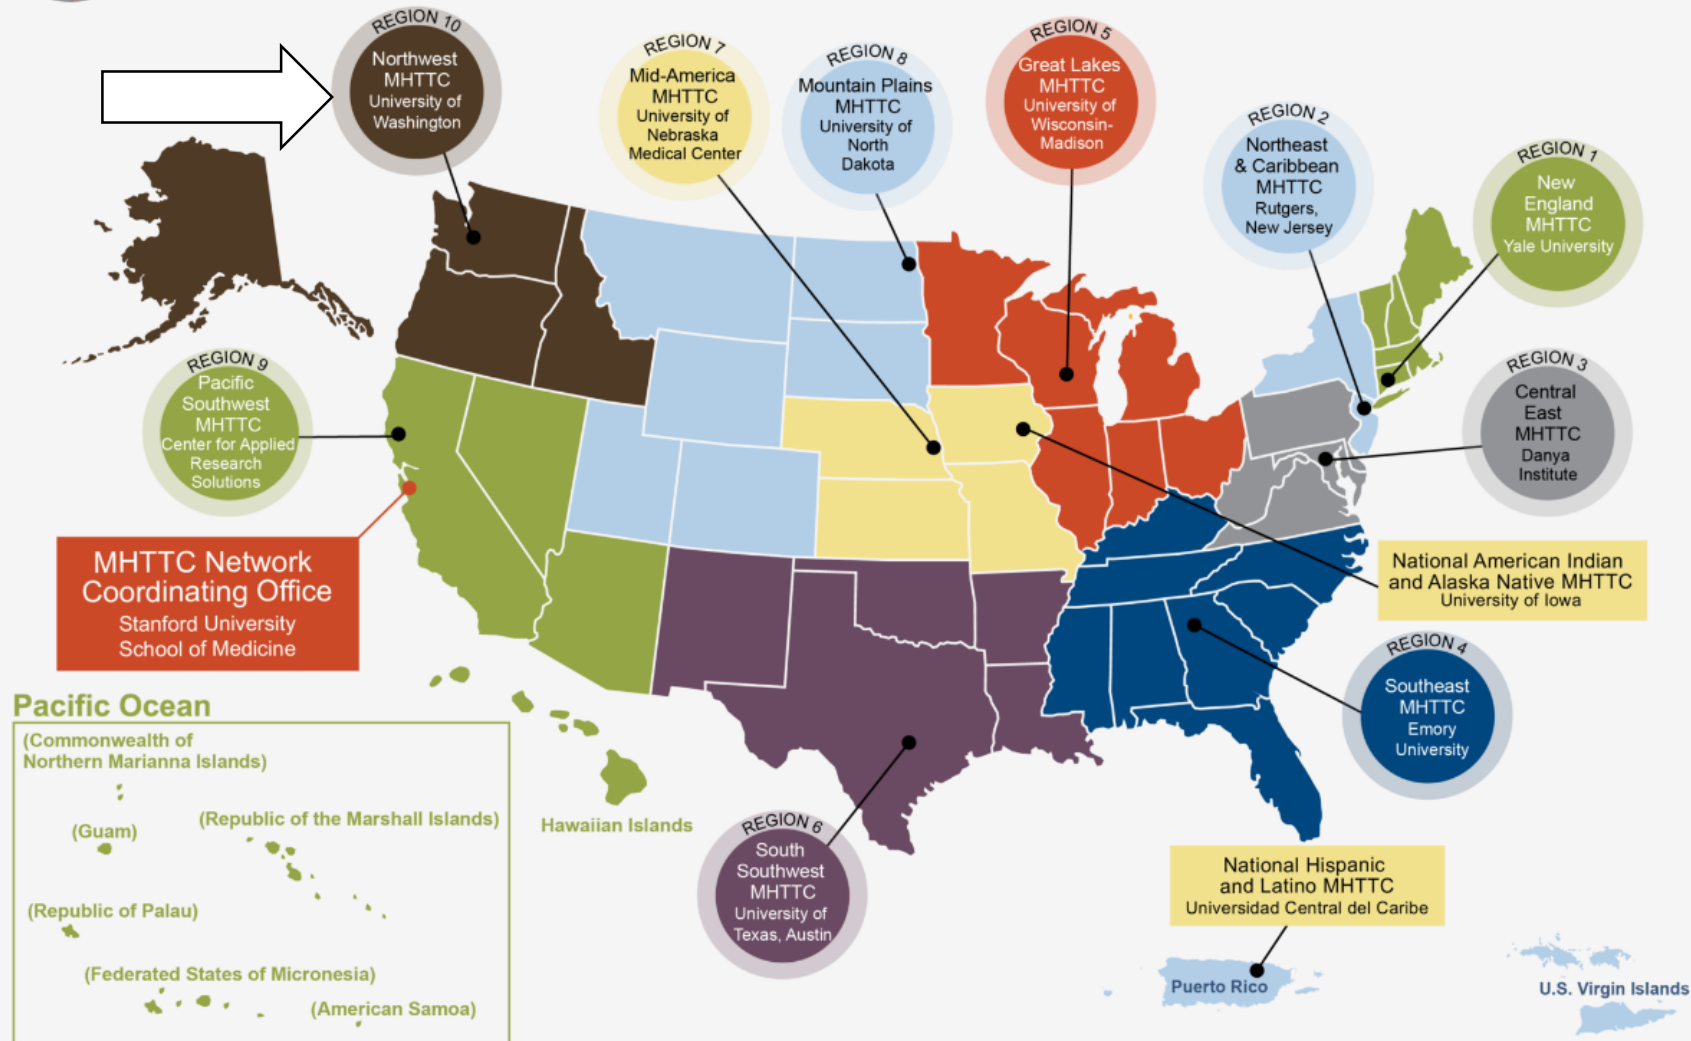 REGION 10
Northwest
MHTTC
University of
Washington
REGION 7
Mid-America
MHTTC
University of
Nebraska
Medical Center
REGION 8
Mountain Plains
MHTTC
University of
North
Dakota
REGION 5
Great Lakes
MHTTC
University of
Wisconsin-
Madison
REGION 2
Northeast
& Caribbean
MHTTC
Rutgers,
New Jersey
REGION 1
New
England
MHTTC
Yale University
REGION 9
Pacific
Southwest
MHTTC
Center for Applied
Research
Solutions
REGION 3
Central
East
MHTTC
Danya
Institute
MHTTC Network
Coordinating Office
Stanford University
School of Medicine
National American Indian
and Alaska Native MHTTC
University of Iowa
REGION 4
Southeast
MHTTC
Emory
University
Pacific Ocean
(Commonwealth of
Northern Marianna Islands)
(Guam)
(Republic of the Marshall Islands)
(Republic of Palau)
(Federated States of Micronesia)
(American Samoa)
Hawaiian Islands
REGION 6
South
Southwest
MHTTC
University of
Texas, Austin
National Hispanic
and Latino MHTTC
Universidad Central del Caribe
Puerto Rico
U.S. Virgin Islands